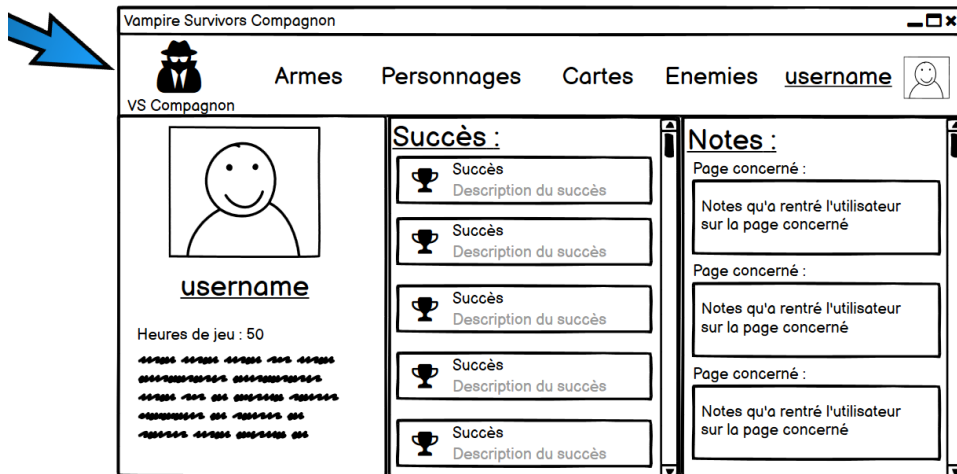 Vampire Survivors Compagnon
VS Compagnon
Armes
Personnages
Cartes
Enemies
username
username
Heures de jeu : 50
Succès :
Succès
Description du succès
Succès
Description du succès
Succès
Description du succès
Succès
Description du succès
Succès
Description du succès
Notes :
Page concerné :
Notes qu'a rentré l'utilisateur
sur la page concerné
Page concerné :
Notes qu'a rentré l'utilisateur
sur la page concerné
Page concerné :
Notes qu'a rentré l'utilisateur
sur la page concerné